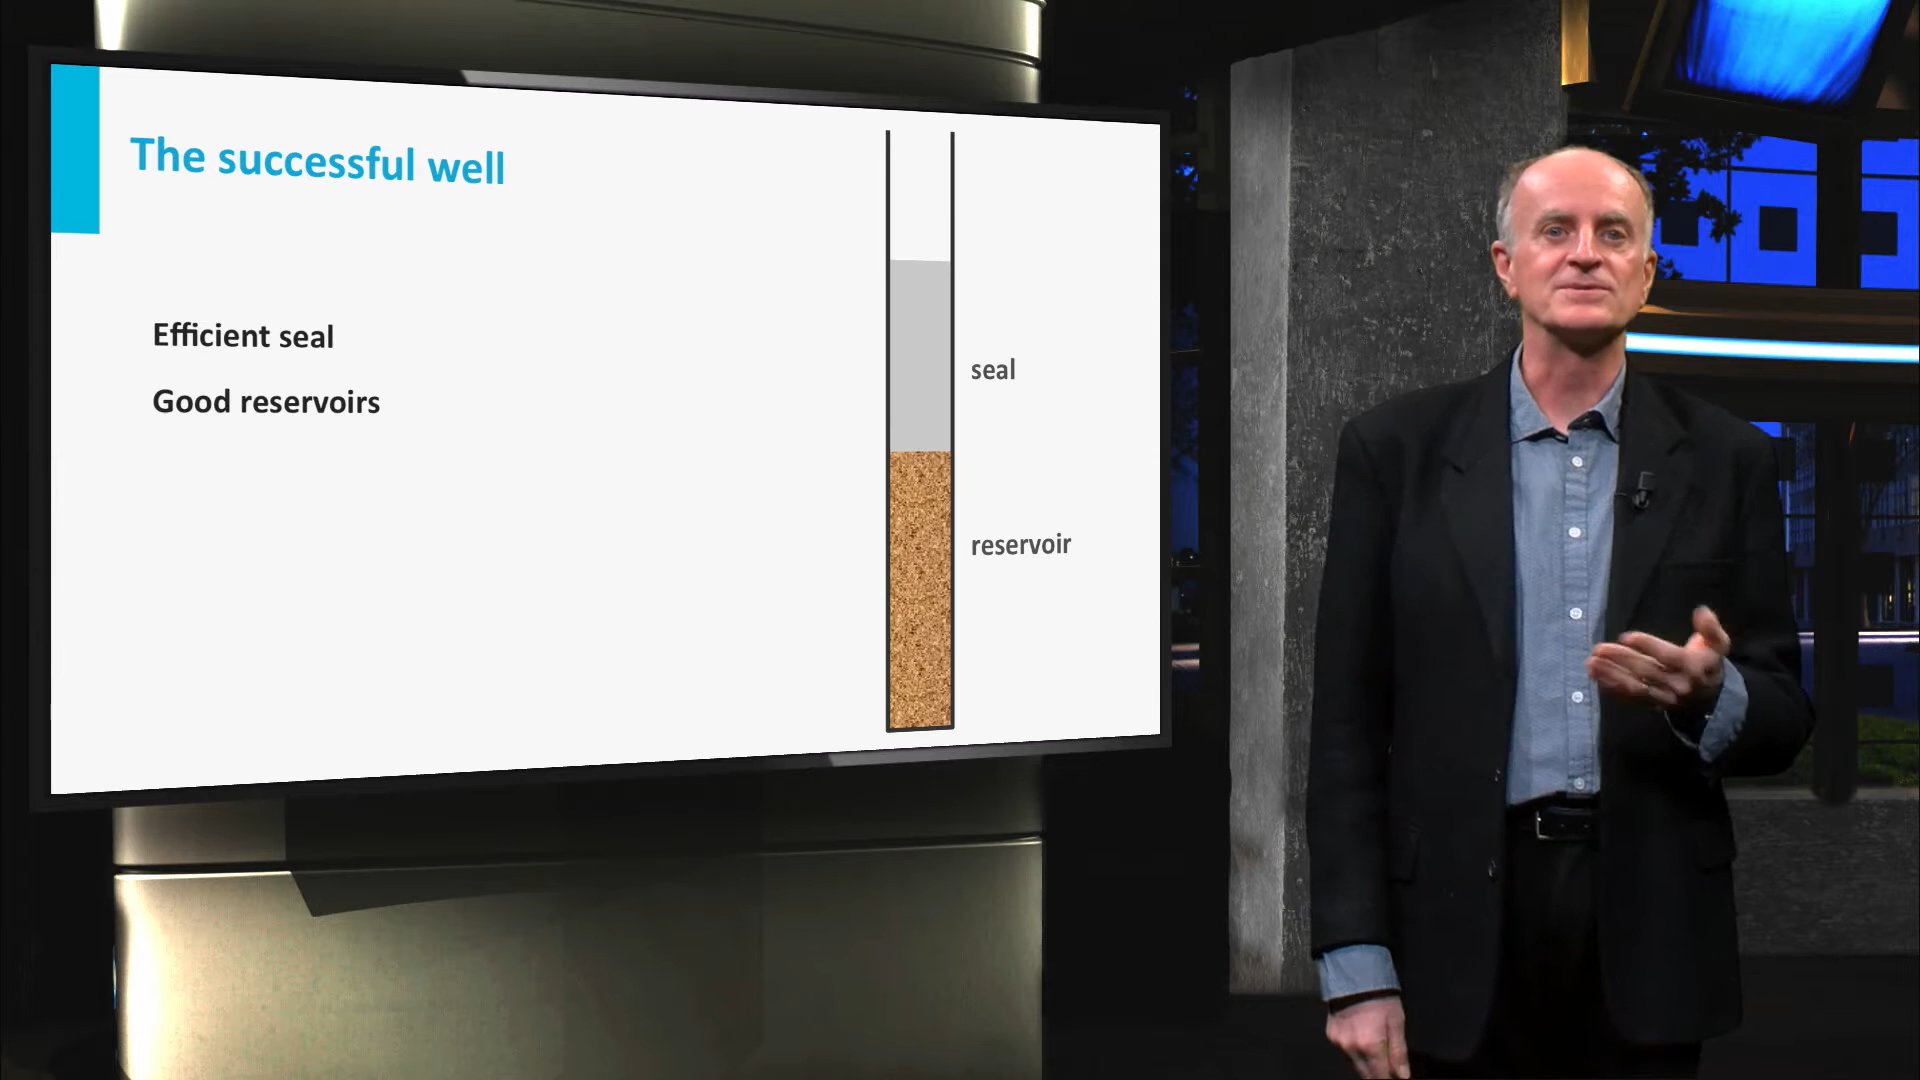 The successful well
Efficient seal
Good reservoirs
seal
reservoir